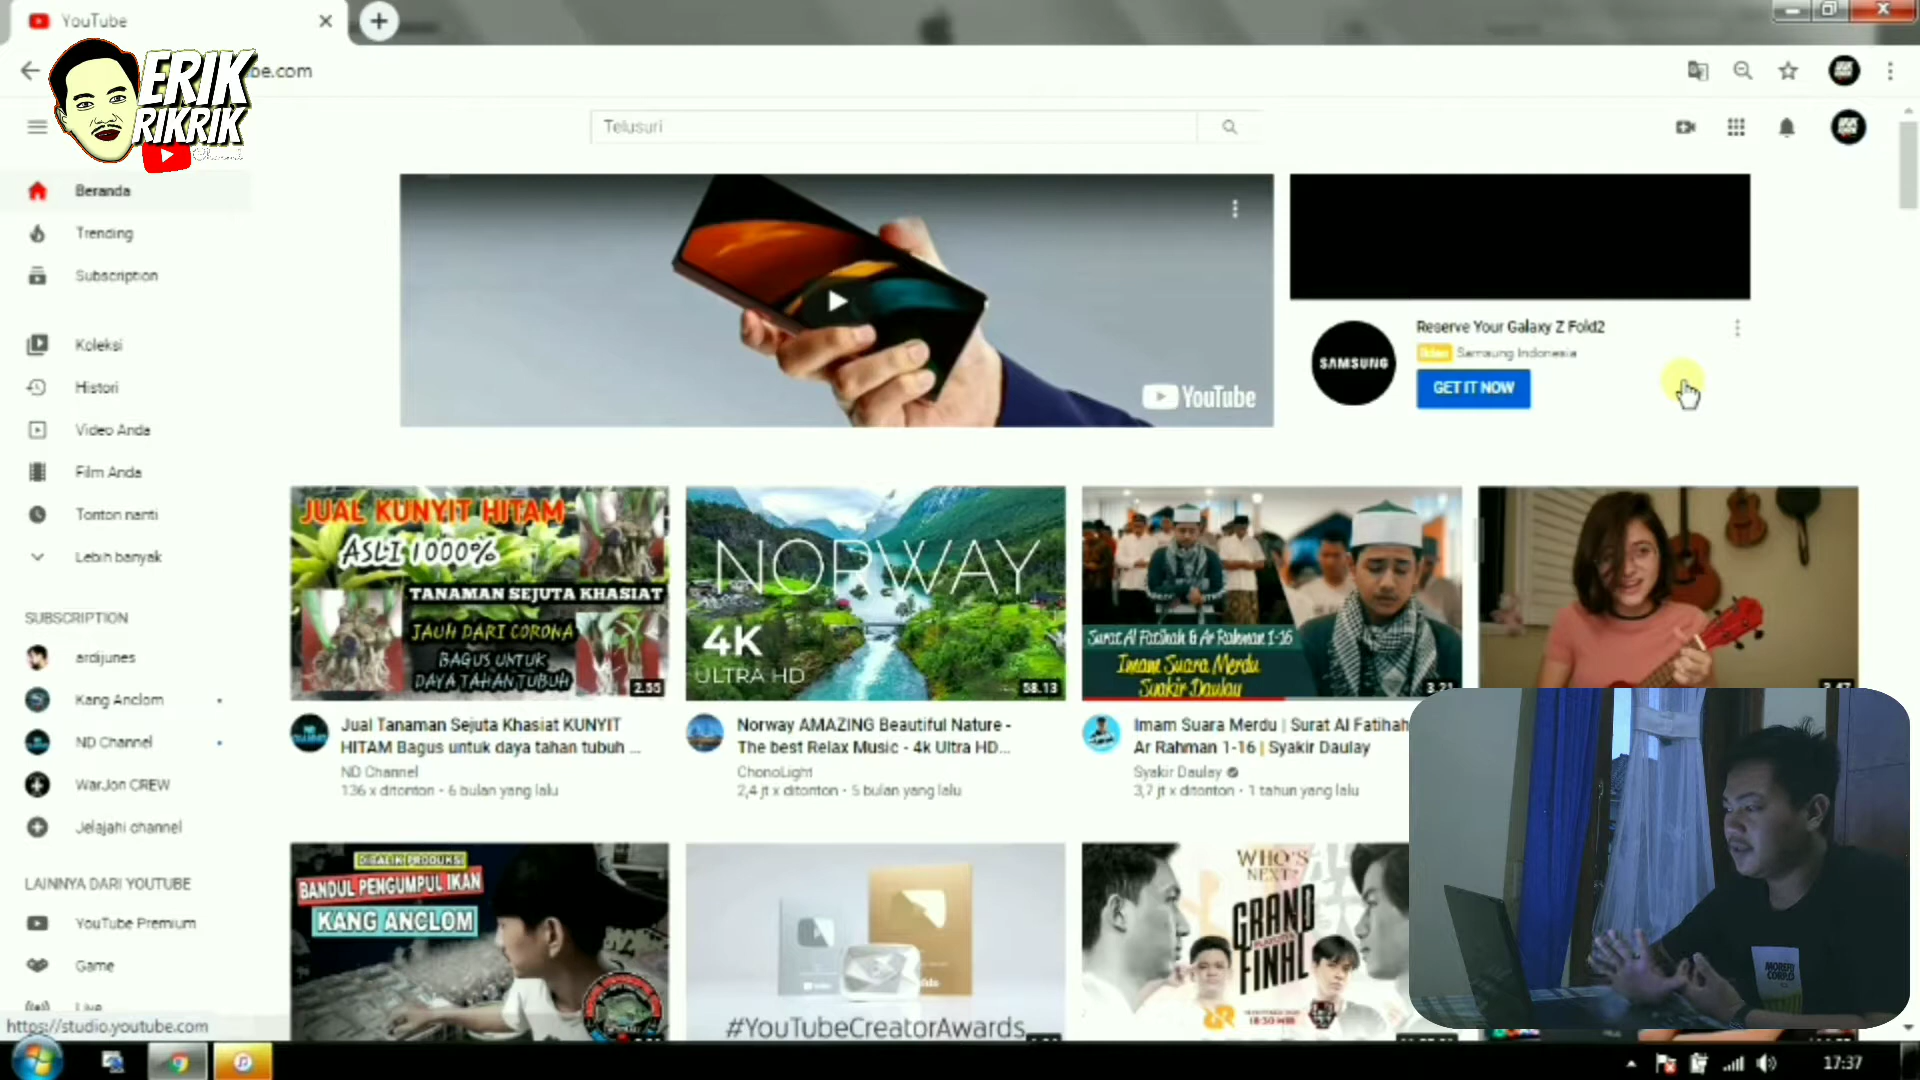 YouTube
ERIK
RIKRIK
be.com
Telusuri
Beranda
Trending
Subscription
Koleksi
Histori
Video Anda
Film Anda
Tonton nanti
Lebih banyak
SUBSCRIPTION
ardijunes
Kang Anclom
ND Channel
WarJon CREW
Jelajahi channel
LAINNYA DARI YOUTUBE
YouTube Premium
Game
Live
https://studio.youtube.com
YouTube
SAMSUNG
Reserve Your Galaxy Z Fold2
Iklan Samsung Indonesia
GET IT NOW
JUAL KUNYIT HITAM
ASLI 1000%
TANAMAN SEJUTA KHASIAT
JAUH DARI CORONA
BAGUS UNTUK
DAYA TAHAN TUBUH
2.55
Jual Tanaman Sejuta Khasiat KUNYIT
HITAM Bagus untuk daya tahan tubuh ...
ND Channel
136 x ditonton • 6 bulan yang lalu
NORWAY
4K
ULTRA HD
58.13
Norway AMAZING Beautiful Nature -
The best Relax Music - 4k Ultra HD...
ChonoLight
2,4 jt x ditonton • 5 bulan yang lalu
Surat Al Fatihah & Ar Rahman 1-16
Imam Suara Merdu
Syakir Daulay
3.21
Imam Suara Merdu | Surat Al Fatihah
Ar Rahman 1-16 | Syakir Daulay
Syakir Daulay
3,7 jt x ditonton • 1 tahun yang lalu
DIBALIK PRODUKSI
BANDUL PENGUMPUL IKAN
KANG ANCLOM
#YouTubeCreatorAwards
WHO'S
NEXT?
GRAND
FINAL
17:37